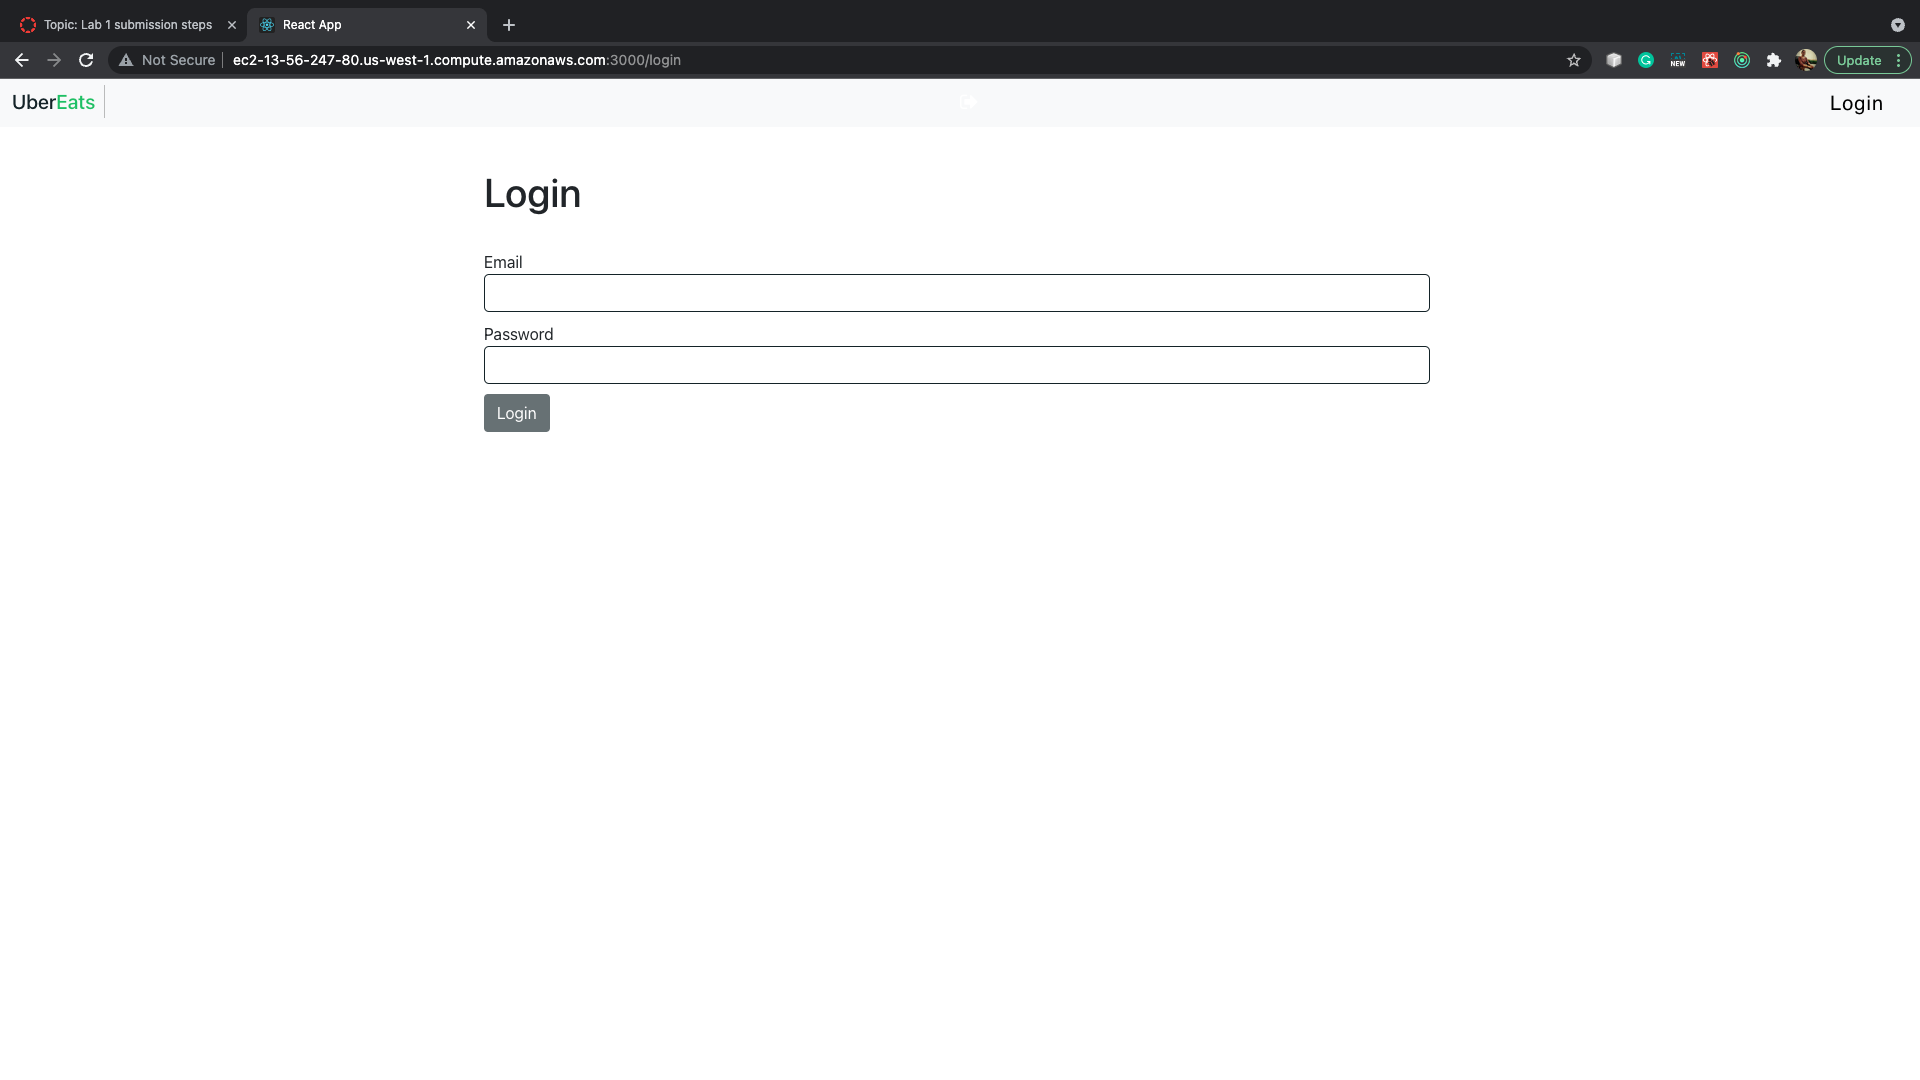 Topic: Lab 1 submission steps
React App
Not Secure
ec2-13-56-247-80.us-west-1.compute.amazonaws.com:3000/login
NEW
Update
UberEats
Login
Login
Email
Password
Login